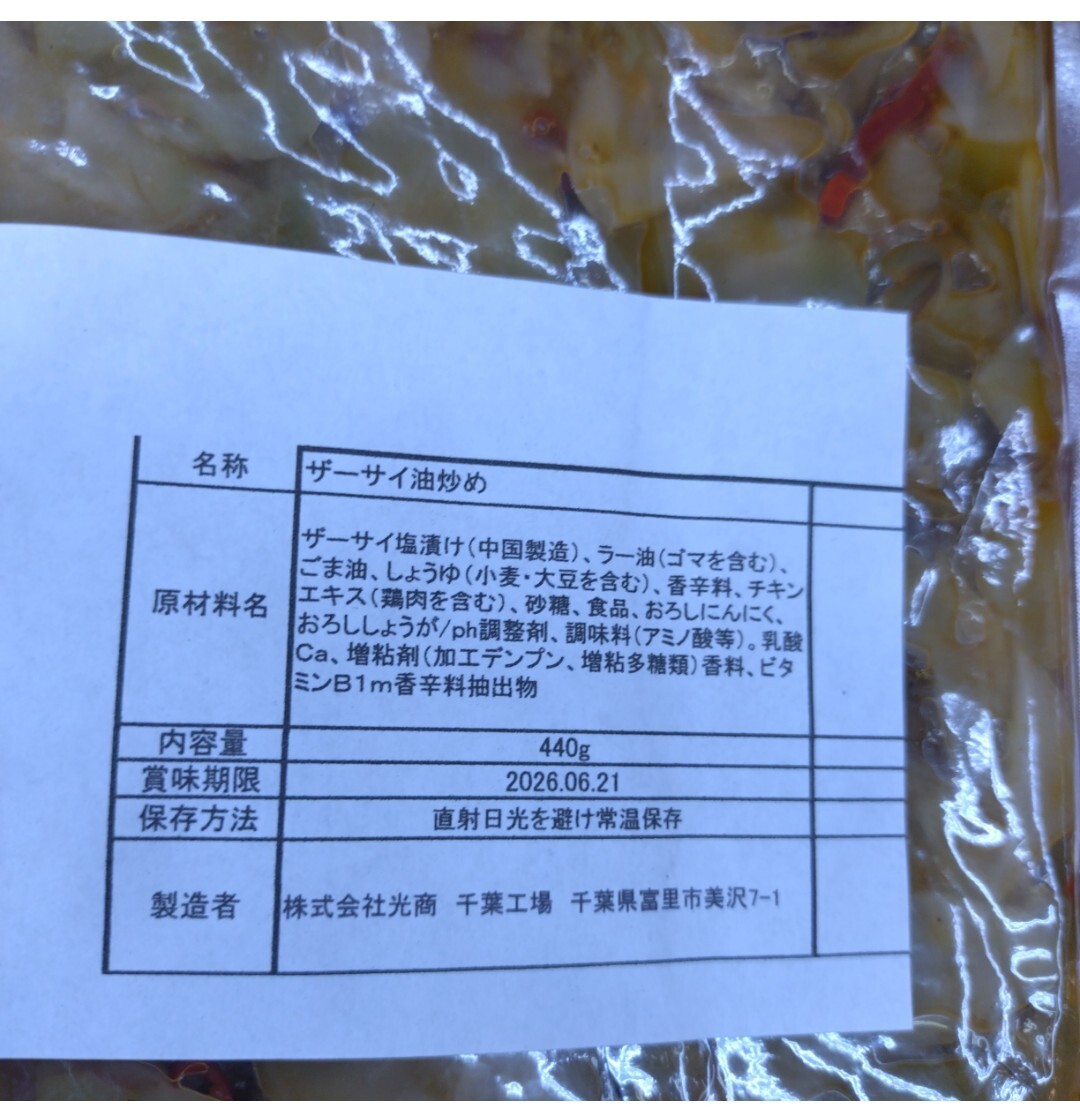 名称 ザーサイ油炒め
原材料名
ザーサイ塩漬け(中国製造)、ラー油(ゴマを含む)、
ごま油、しょうゆ(小麦・大豆を含む)、香辛料、チキン
エキス(鶏肉を含む)、砂糖、食品、おろしにんにく、
おろししょうが/ph調整剤、調味料(アミノ酸等)。乳酸
Ca、増粘剤(加工デンプン、増粘多糖類)香料、ビタ
ミンB1m香辛料抽出物
内容量 440g
賞味期限 2026.06.21
保存方法 直射日光を避け常温保存
製造者 株式会社光商 千葉工場 千葉県富里市美沢7-1